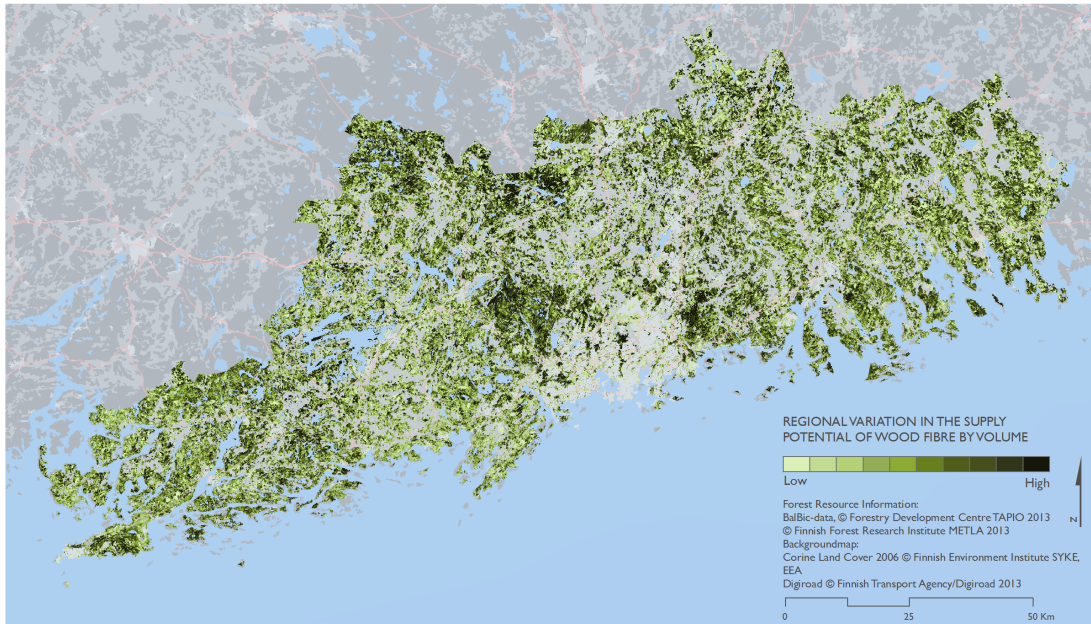 REGIONAL VARIATION IN THE SUPPLY
POTENTIAL OF WOOD FIBRE BY VOLUME
Low High
Forest Resource Information:
BalBic-data, © Forestry Development Centre TAPIO 2013
© Finnish Forest Research Institute METLA 2013
Backgroundmap:
Corine Land Cover 2006 © Finnish Environment Institute SYKE,
EEA
Digiroad © Finnish Transport Agency/Digiroad 2013
N
0 25 50 Km